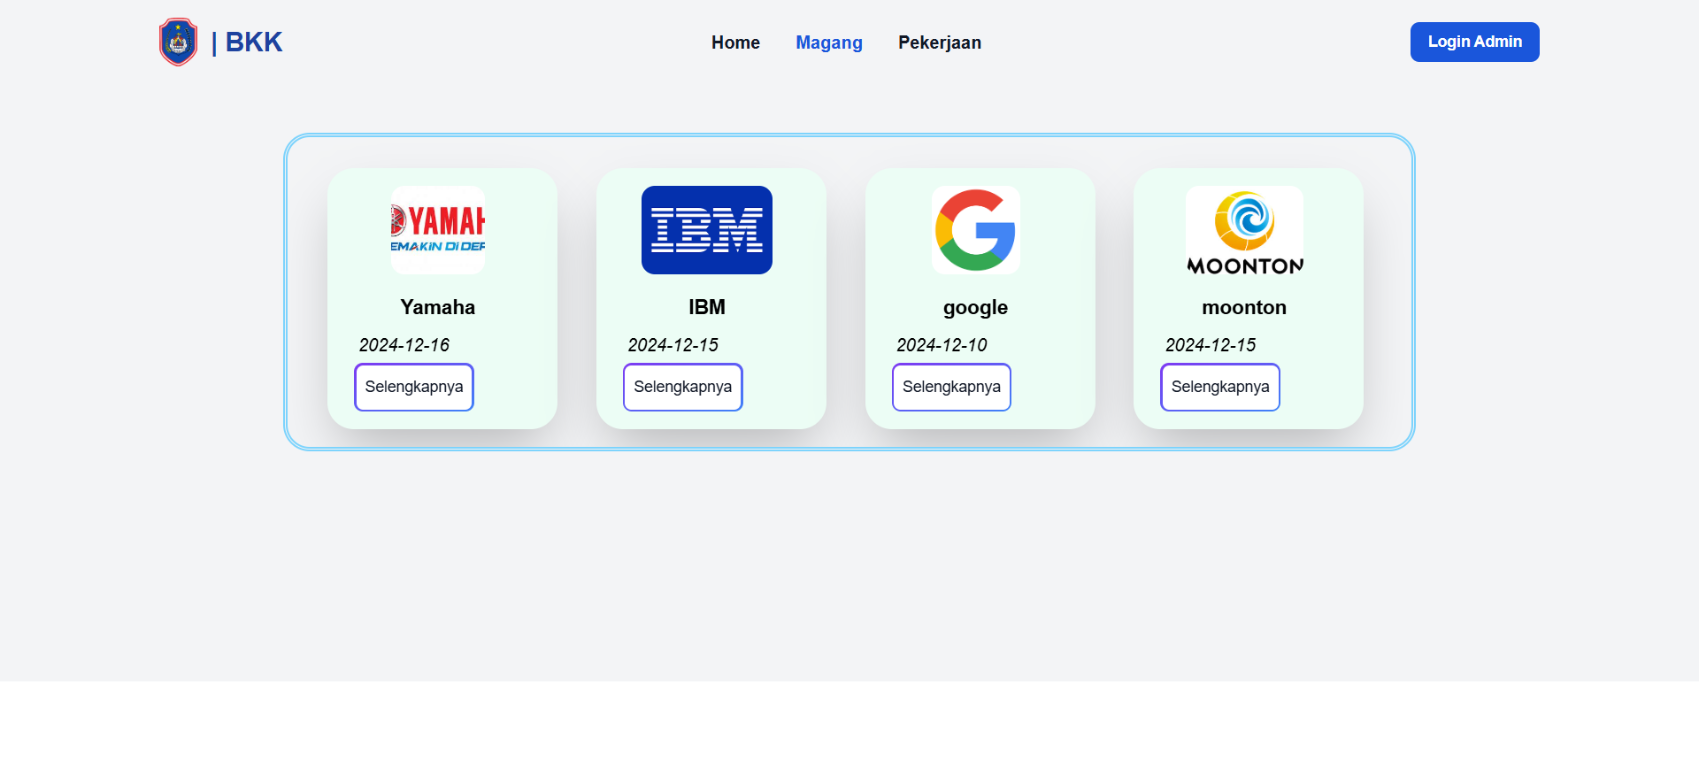 | BKK
Home Magang Pekerjaan
Login Admin
YAMAH
EMAKIN DI DEP
Yamaha
2024-12-16
Selengkapnya
IBM
IBM
2024-12-15
Selengkapnya
google
2024-12-10
Selengkapnya
MOONTON
moonton
2024-12-15
Selengkapnya